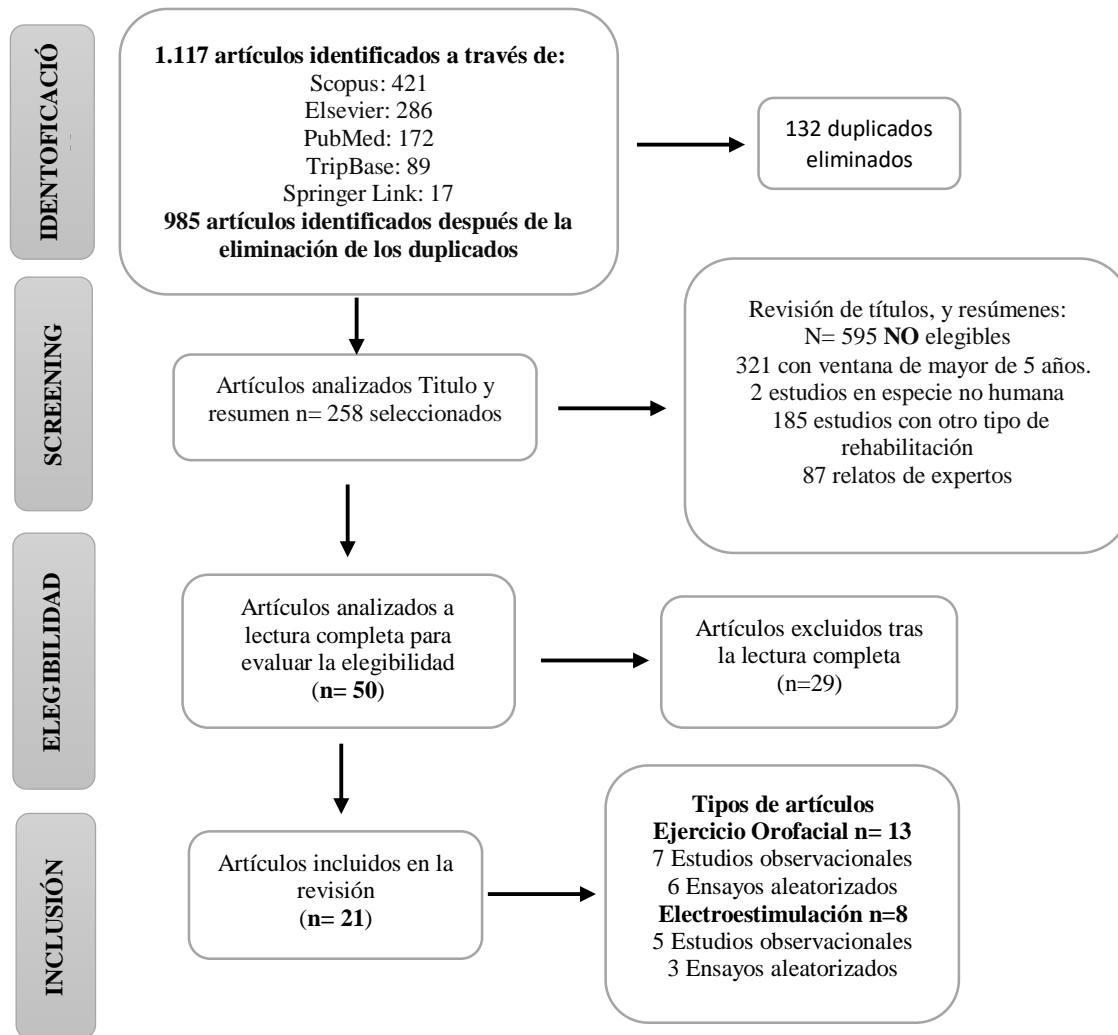 IDENTOFICACIÓ
1.117 artículos identificados a través de:
Scopus: 421
Elsevier: 286
PubMed: 172
TripBase: 89
Springer Link: 17
985 artículos identificados después de la
eliminación de los duplicados
132 duplicados
eliminados
SCREENING
Artículos analizados Titulo y
resumen n= 258 seleccionados
Revisión de títulos, y resúmenes:
N= 595 NO elegibles
321 con ventana de mayor de 5 años.
2 estudios en especie no humana
185 estudios con otro tipo de
rehabilitación
87 relatos de expertos
ELEGIBILIDAD
Artículos analizados a
lectura completa para
evaluar la elegibilidad
(n= 50)
Artículos excluidos tras
la lectura completa
(n=29)
INCLUSIÓN
Artículos incluidos en la
revisión
(n= 21)
Tipos de artículos
Ejercicio Orofacial n= 13
7 Estudios observacionales
6 Ensayos aleatorizados
Electroestimulación n=8
5 Estudios observacionales
3 Ensayos aleatorizados